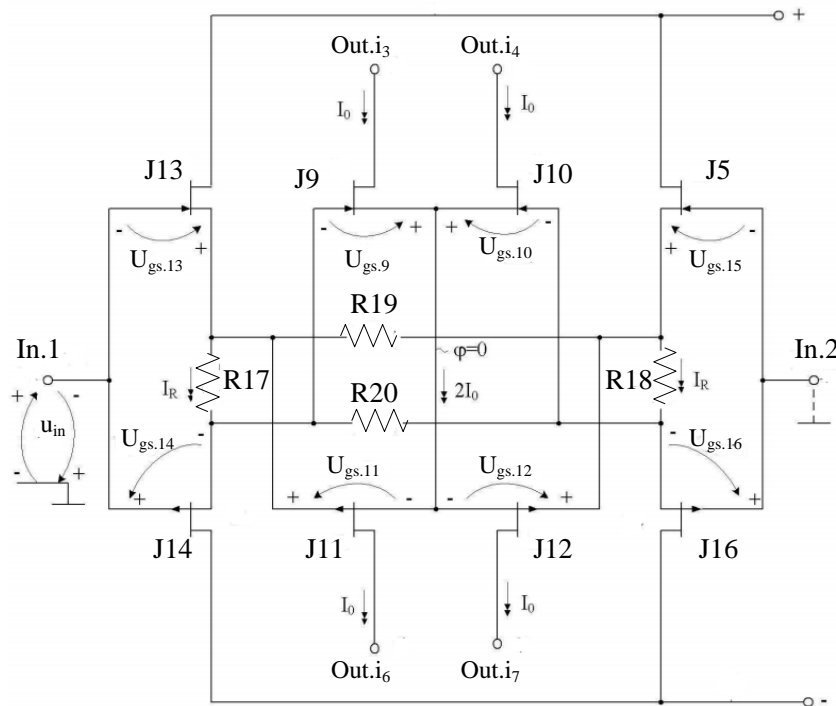 +
Out.i3 Out.i4
I0 I0
J13 J9 J10 J5
- + - + + - + -
Ugs.13 Ugs.9 Ugs.10 Ugs.15
R19
In.1 φ=0 In.2
IR R17 R20 2I0 R18 IR
+ -
uin
- +
Ugs.14 - Ugs.11 Ugs.12 - Ugs.16
+ + - - + +
J14 J11 J12 J16
I0 I0
Out.i6 Out.i7
-